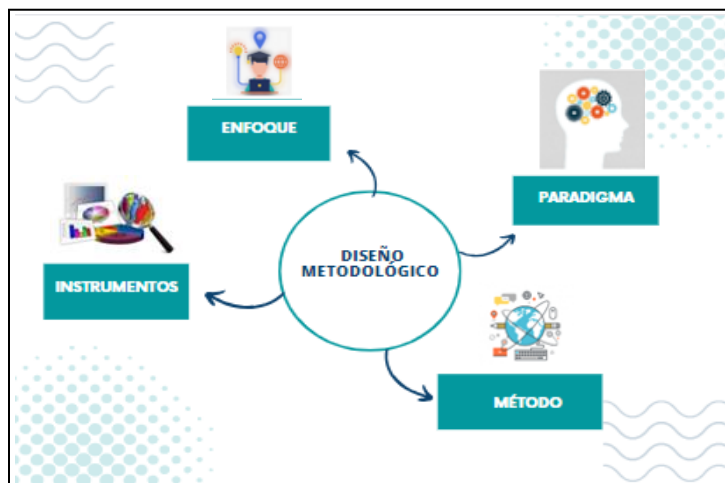 ENFOQUE
PARADIGMA
DISEÑO
METODOLÓGICO
INSTRUMENTOS
MÉTODO